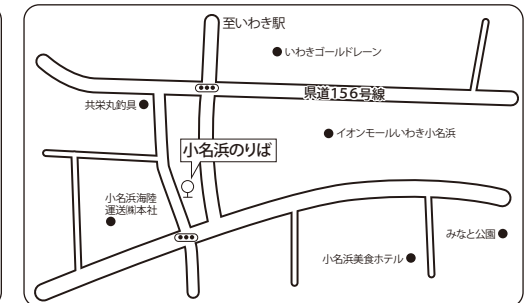 至いわき駅
いわきゴールドレーン
県道156号線
共栄丸釣具
イオンモールいわき小名浜
小名浜のりば
小名浜海陸
運送㈱本社
みなと公園
小名浜美食ホテル